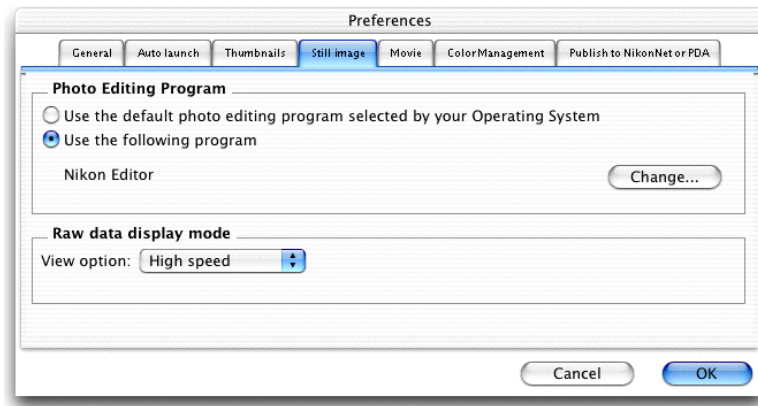 Preferences
General Auto launch Thumbnails Still image Movie ColorManagement Publish to NikonNet or PDA
Photo Editing Program
Use the default photo editing program selected by your Operating System
Use the following program
Nikon Editor Change...
Raw data display mode
View option: High speed
Cancel OK